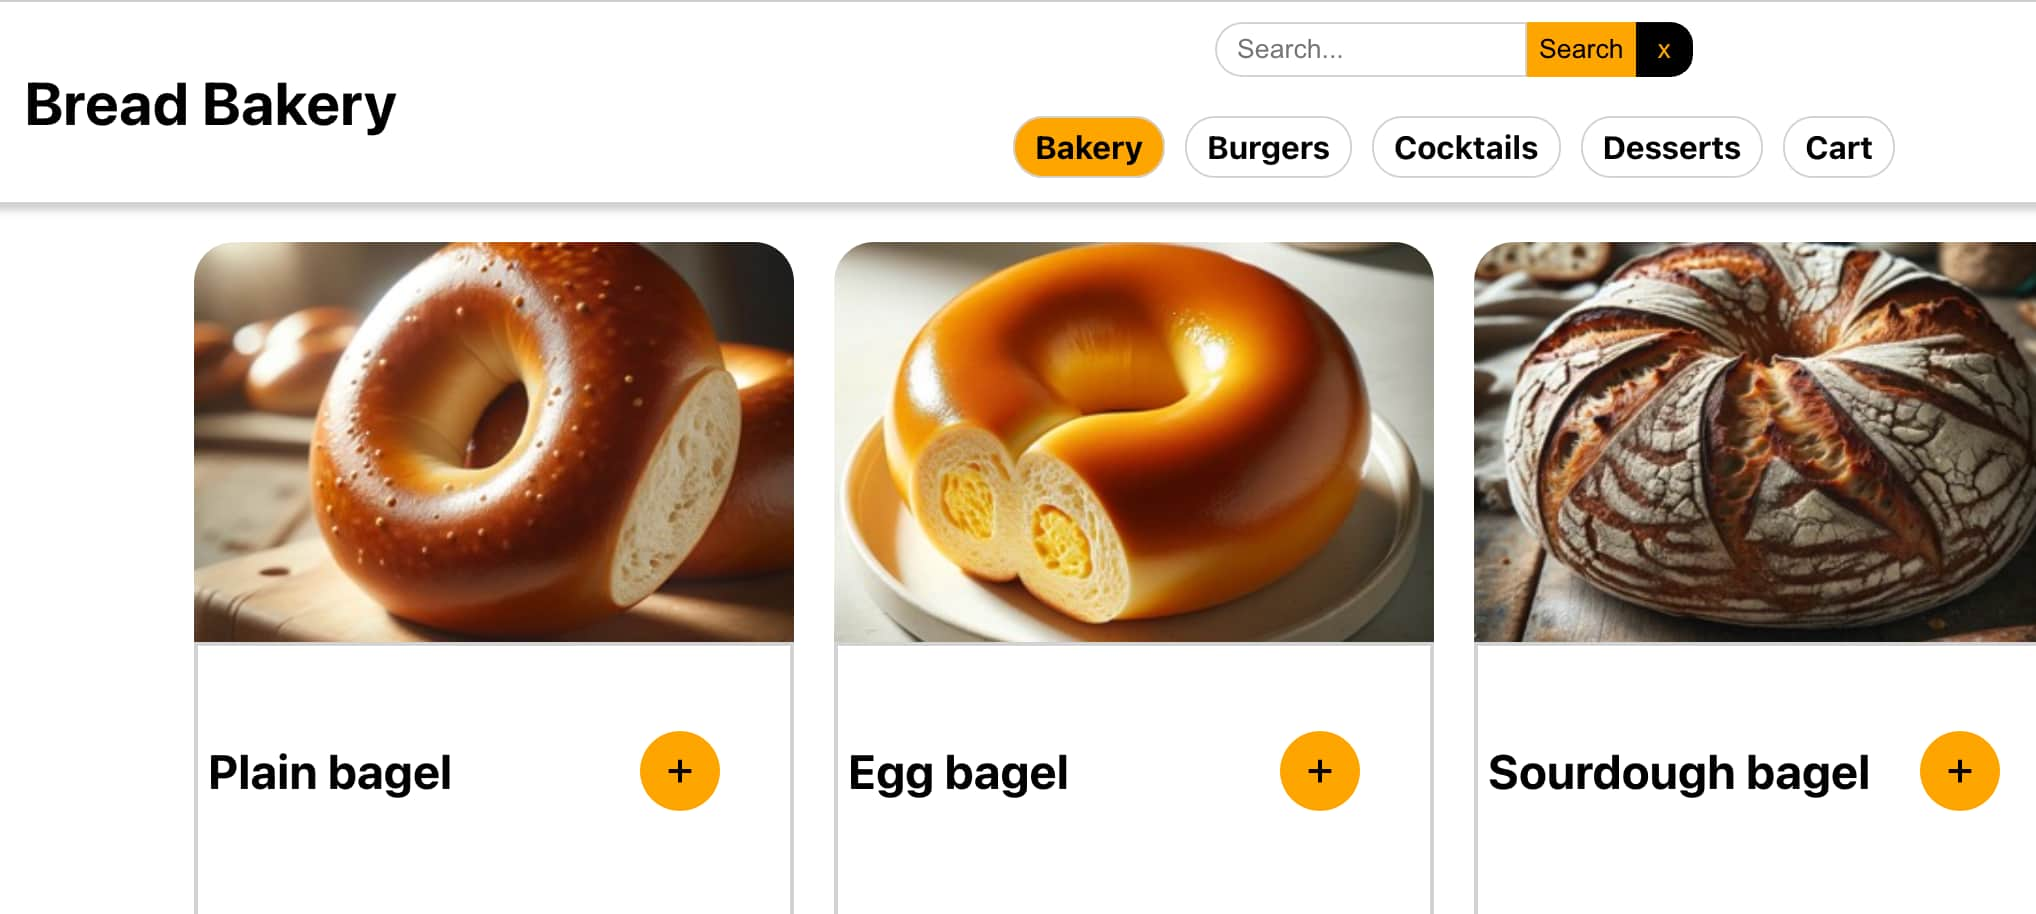 Search... Search x
Bread Bakery
Bakery Burgers Cocktails Desserts Cart
Plain bagel +
Egg bagel +
Sourdough bagel +